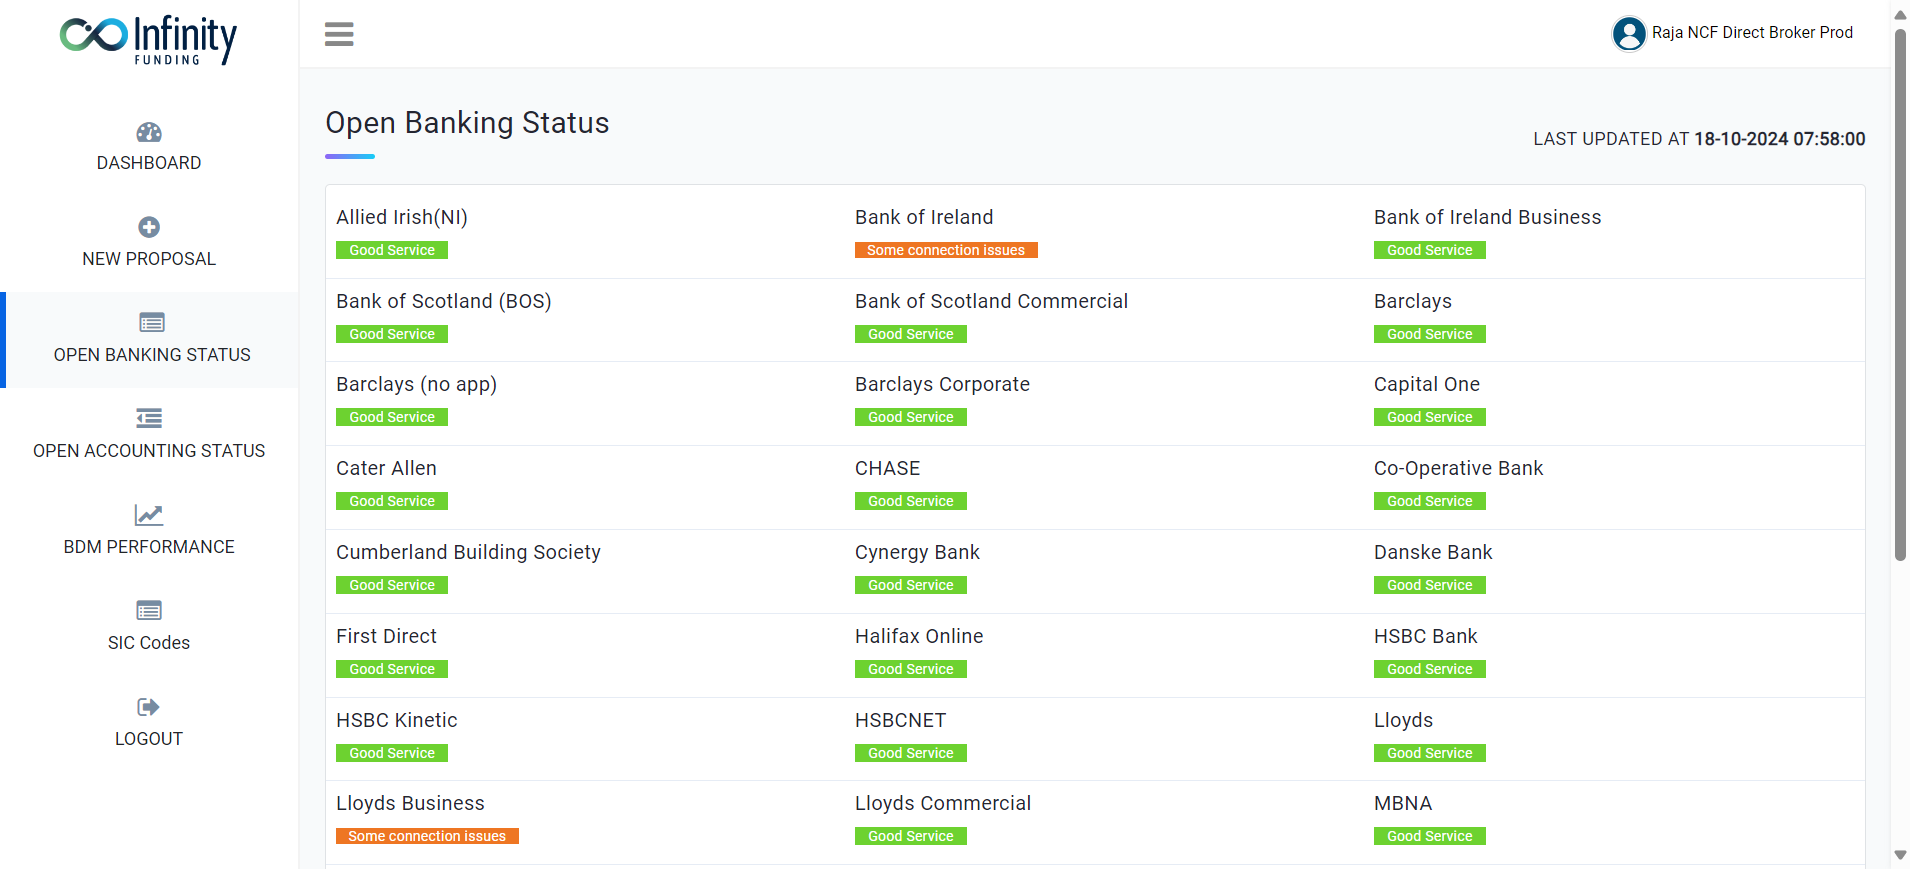 Infinity
FUNDING
Raja NCF Direct Broker Prod
DASHBOARD
NEW PROPOSAL
OPEN BANKING STATUS
OPEN ACCOUNTING STATUS
BDM PERFORMANCE
SIC Codes
LOGOUT
Open Banking Status
LAST UPDATED AT 18-10-2024 07:58:00
Allied Irish(NI)
Good Service
Bank of Ireland
Some connection issues
Bank of Ireland Business
Good Service
Bank of Scotland (BOS)
Good Service
Bank of Scotland Commercial
Good Service
Barclays
Good Service
Barclays (no app)
Good Service
Barclays Corporate
Good Service
Capital One
Good Service
Cater Allen
Good Service
CHASE
Good Service
Co-Operative Bank
Good Service
Cumberland Building Society
Good Service
Cynergy Bank
Good Service
Danske Bank
Good Service
First Direct
Good Service
Halifax Online
Good Service
HSBC Bank
Good Service
HSBC Kinetic
Good Service
HSBCNET
Good Service
Lloyds
Good Service
Lloyds Business
Some connection issues
Lloyds Commercial
Good Service
MBNA
Good Service